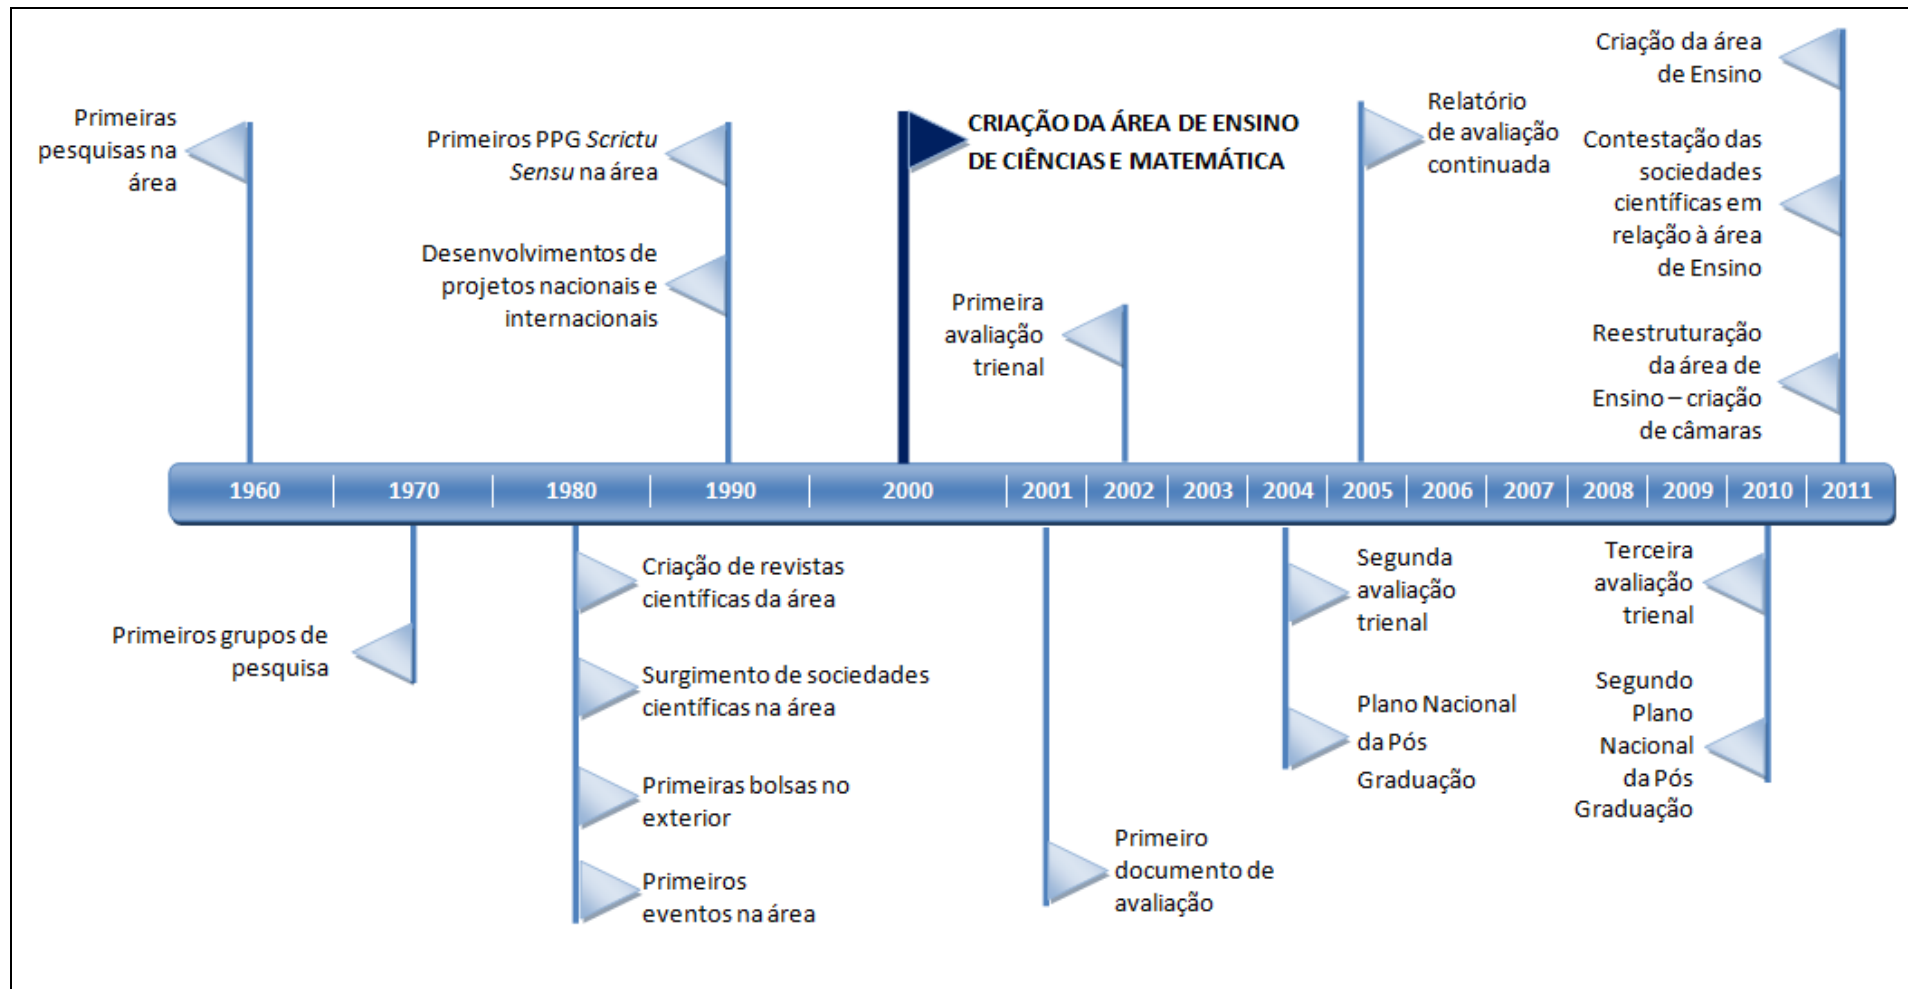 Primeiras
pesquisas na
área
Primeiros PPG Scrictu
Sensu na área
Desenvolvimentos de
projetos nacionais e
internacionais
CRIAÇÃO DA ÁREA DE ENSINO
DE CIÊNCIAS E MATEMÁTICA
Primeira
avaliação
trienal
Relatório
de avaliação
continuada
Criação da área
de Ensino
Contestação das
sociedades
científicas em
relação à área
de Ensino
Reestruturação
da área de
Ensino – criação
de câmaras
1960 1970 1980 1990 2000 2001 2002 2003 2004 2005 2006 2007 2008 2009 2010 2011
Primeiros grupos de
pesquisa
Criação de revistas
científicas da área
Surgimento de sociedades
científicas na área
Primeiras bolsas no
exterior
Primeiros
eventos na área
Primeiro
documento de
avaliação
Segunda
avaliação
trienal
Plano Nacional
da Pós
Graduação
Terceira
avaliação
trienal
Segundo
Plano
Nacional
da Pós
Graduação